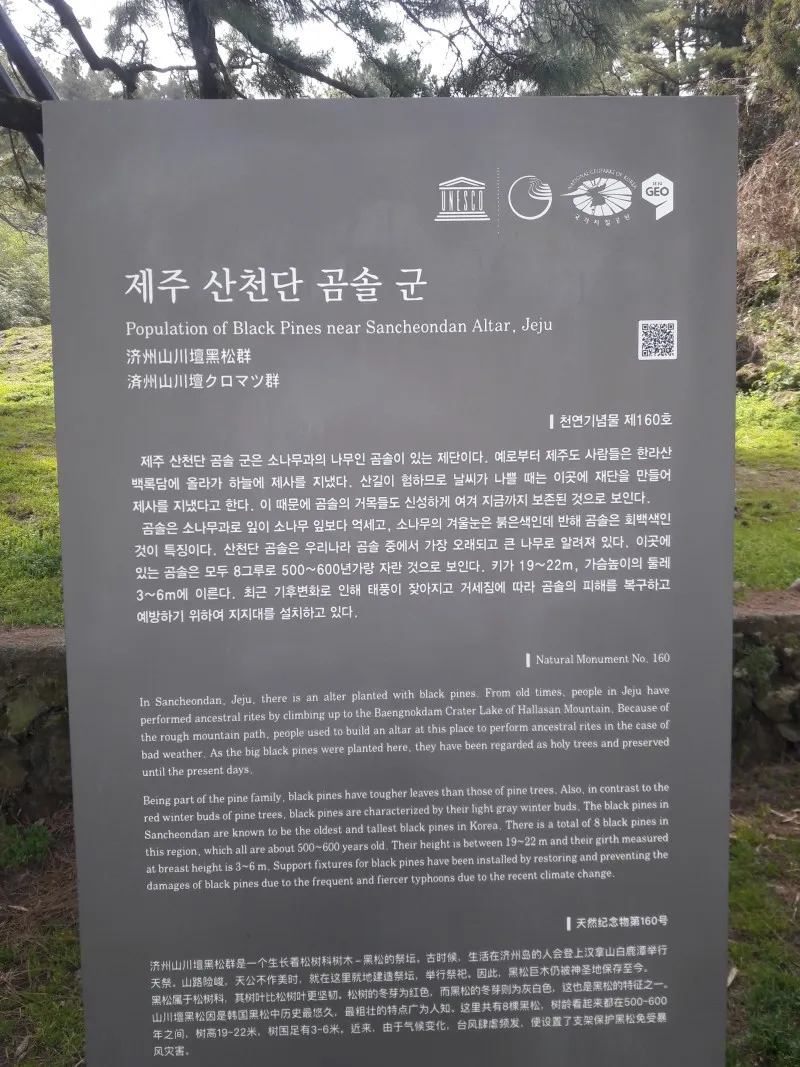 UNESCO
NATIONAL GEOPARKS OF KOREA
국가지질공원
JEJU
GEO
제주 산천단 곰솔 군
Population of Black Pines near Sancheondan Altar, Jeju
济州山川壇黑松群
済州山川壇クロマツ群
천연기념물 제160호
제주 산천단 곰솔 군은 소나무과의 나무인 곰솔이 있는 제단이다. 예로부터 제주도 사람들은 한라산
백록담에 올라가 하늘에 제사를 지냈다. 산길이 험하므로 날씨가 나쁠 때는 이곳에 재단을 만들어
제사를 지냈다고 한다. 이 때문에 곰솔의 거목들도 신성하게 여겨 지금까지 보존된 것으로 보인다.
곰솔은 소나무과로 잎이 소나무 잎보다 억세고, 소나무의 겨울눈은 붉은색인데 반해 곰솔은 회백색인
것이 특징이다. 산천단 곰솔은 우리나라 곰솔 중에서 가장 오래되고 큰 나무로 알려져 있다. 이곳에
있는 곰솔은 모두 8그루로 500~600년가량 자란 것으로 보인다. 키가 19~22m, 가슴높이의 둘레
3~6m에 이른다. 최근 기후변화로 인해 태풍이 잦아지고 거세짐에 따라 곰솔의 피해를 복구하고
예방하기 위하여 지지대를 설치하고 있다.
Natural Monument No. 160
In Sancheondan, Jeju, there is an alter planted with black pines. From old times, people in Jeju have
performed ancestral rites by climbing up to the Baengnokdam Crater Lake of Hallasan Mountain. Because of
the rough mountain path, people used to build an altar at this place to perform ancestral rites in the case of
bad weather. As the big black pines were planted here, they have been regarded as holy trees and preserved
until the present days.
Being part of the pine family, black pines have tougher leaves than those of pine trees. Also, in contrast to the
red winter buds of pine trees, black pines are characterized by their light gray winter buds. The black pines in
Sancheondan are known to be the oldest and tallest black pines in Korea. There is a total of 8 black pines in
this region, which all are about 500~600 years old. Their height is between 19~22 m and their girth measured
at breast height is 3~6 m. Support fixtures for black pines have been installed by restoring and preventing the
damages of black pines due to the frequent and fiercer typhoons due to the recent climate change.
天然纪念物第160号
济州山川壇黑松群是一个生长着松树科树木–黑松的祭坛。古时候，生活在济州岛的人会登上汉拿山白鹿潭举行
天祭。山路险峻，天公不作美时，就在这里就地建造祭坛，举行祭祀。因此，黑松巨木仍被神圣地保存至今。
黑松属于松树科，其树叶比松树叶更坚韧。松树的冬芽为红色，而黑松的冬芽则为灰白色，这也是黑松的特征之一。
山川壇黑松因是韩国黑松中历史最悠久、最粗壮的特点广为人知。这里共有8棵黑松，树龄看起来都在500-600
年之间，树高19-22米，树围足有3-6米。近来，由于气候变化，台风肆虐频发，便设置了支架保护黑松免受暴
风灾害。